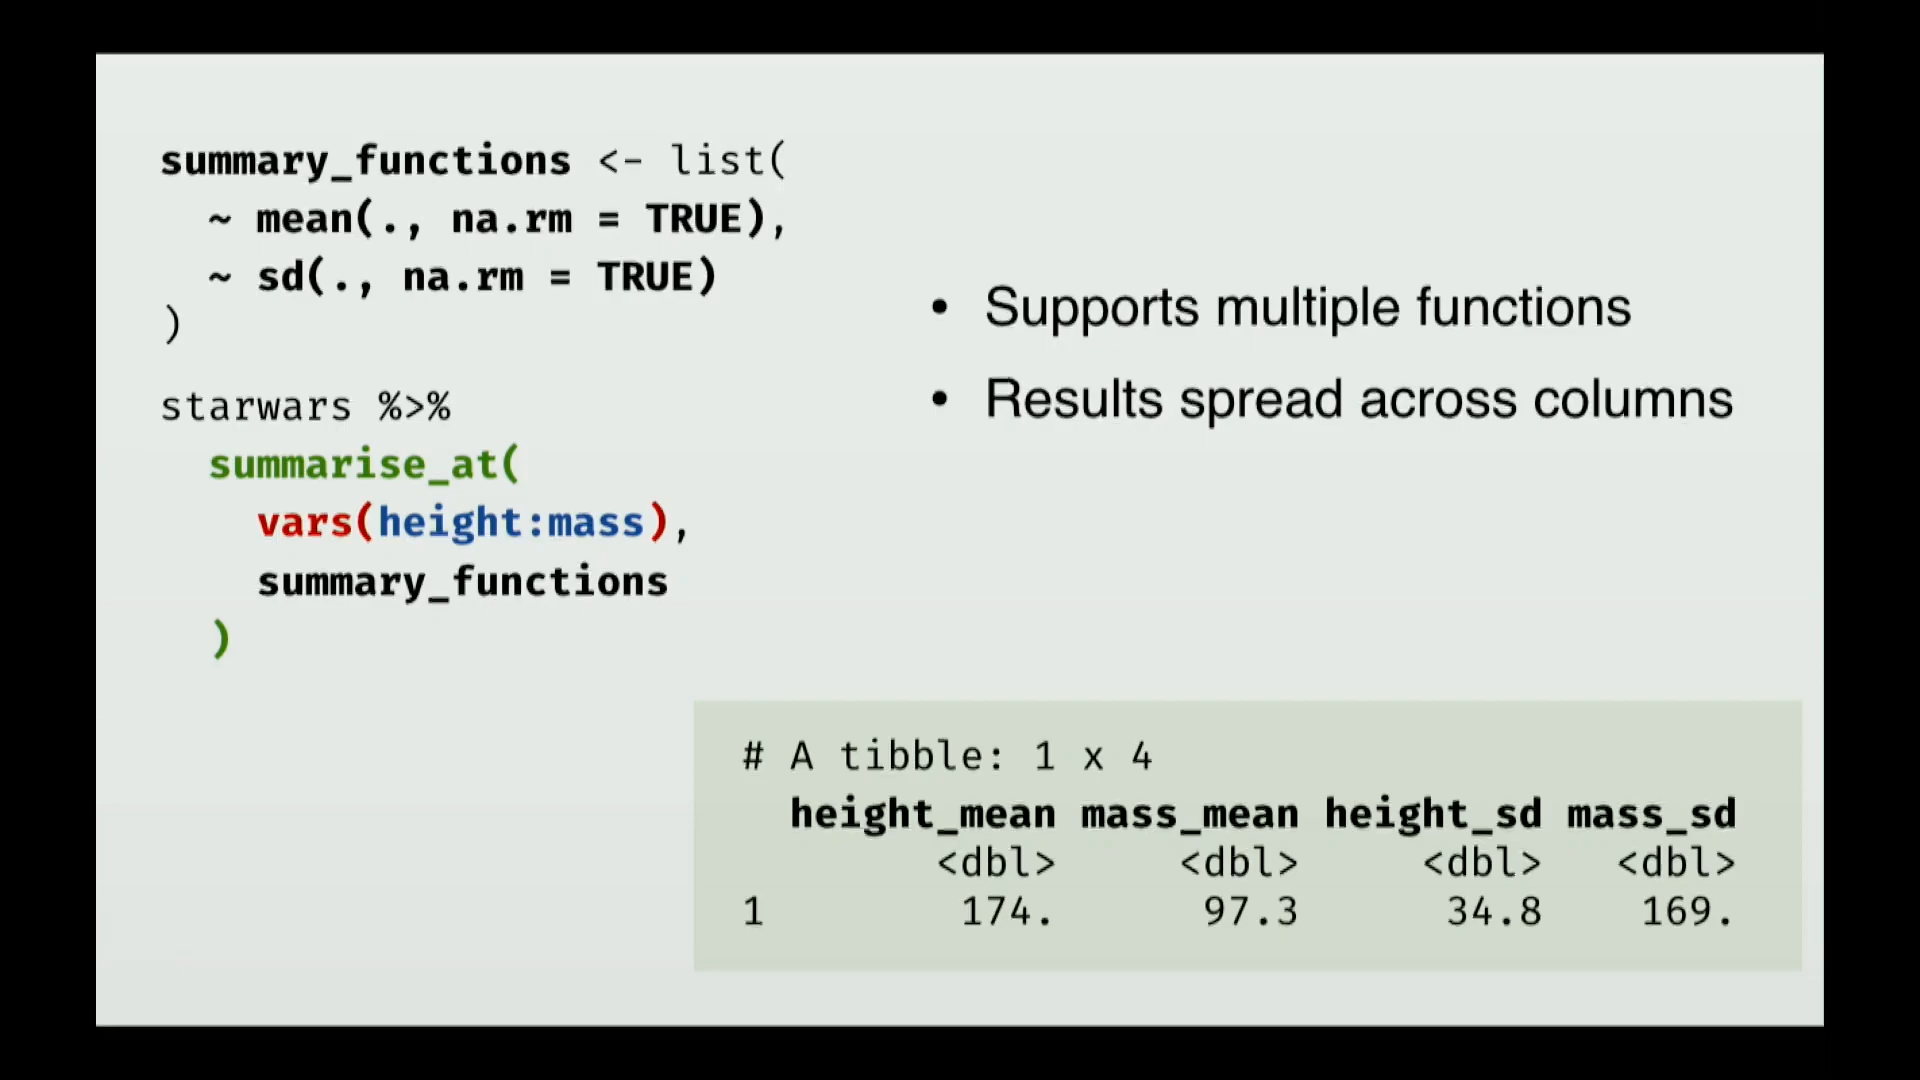 summary_functions <- list(
  ~ mean(., na.rm = TRUE),
  ~ sd(., na.rm = TRUE)
)
starwars %>%
  summarise_at(
    vars(height:mass),
    summary_functions
  )
• Supports multiple functions
• Results spread across columns
# A tibble: 1 x 4
  height_mean mass_mean height_sd mass_sd
        <dbl>     <dbl>     <dbl>   <dbl>
1        174.      97.3      34.8    169.